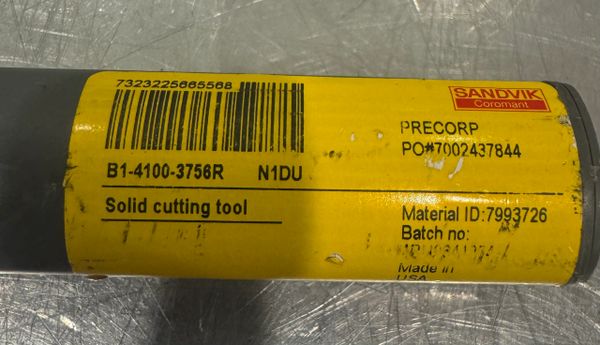 7323225665568
SANDVIK
Coromant
PRECORP
PO#7002437844
B1-4100-3756R N1DU
Solid cutting tool
Material ID:7993726
Batch no:
Made in
USA